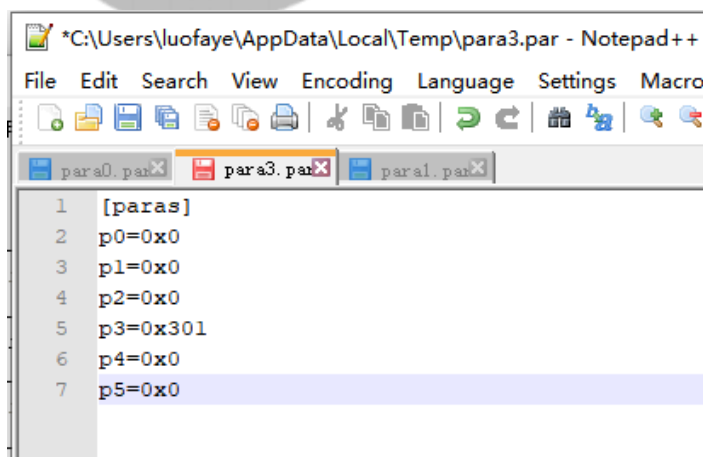 *C:\Users\luofaye\AppData\Local\Temp\para3.par - Notepad++
File Edit Search View Encoding Language Settings Macro
para0.par para3.par para1.par
1 [paras]
2 p0=0x0
3 p1=0x0
4 p2=0x0
5 p3=0x301
6 p4=0x0
7 p5=0x0